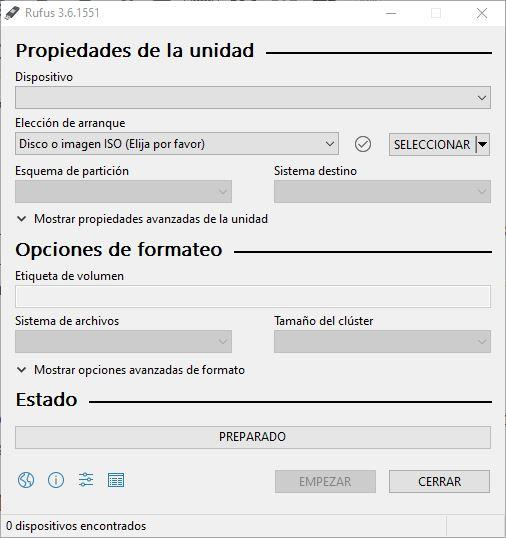 Rufus 3.6.1551
Propiedades de la unidad
Dispositivo
Elección de arranque
Disco o imagen ISO (Elija por favor)
SELECCIONAR
Esquema de partición
Sistema destino
Mostrar propiedades avanzadas de la unidad
Opciones de formateo
Etiqueta de volumen
Sistema de archivos
Tamaño del clúster
Mostrar opciones avanzadas de formato
Estado
PREPARADO
EMPEZAR
CERRAR
0 dispositivos encontrados